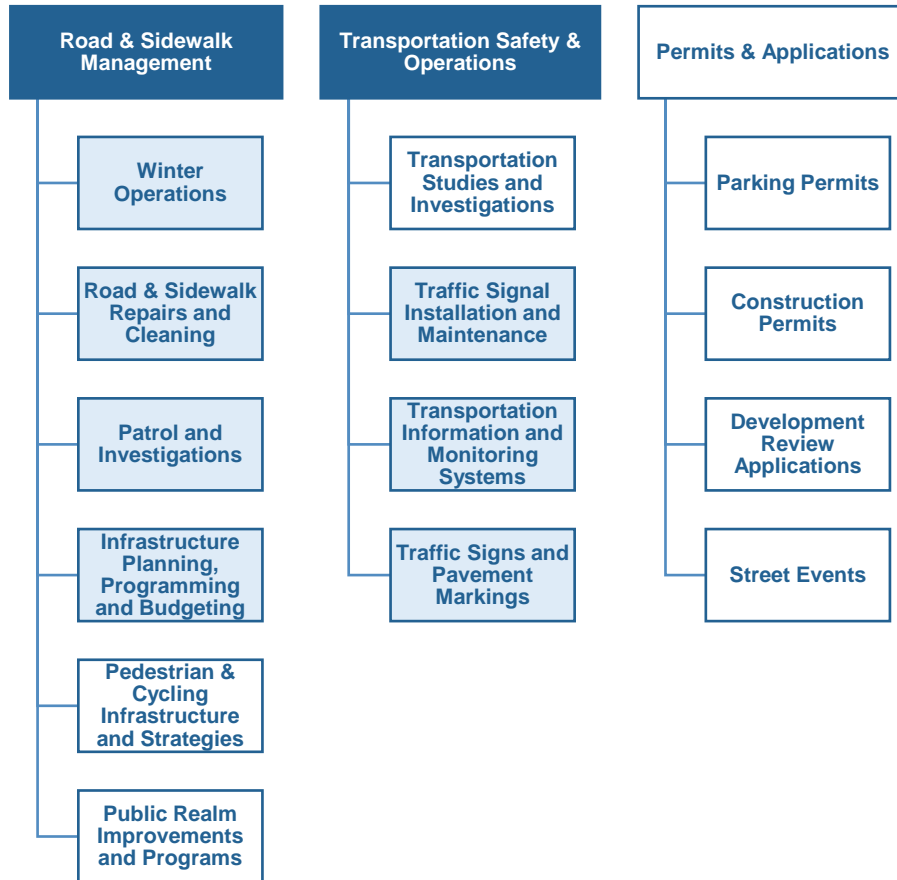 Road & Sidewalk
Management
Winter
Operations
Road & Sidewalk
Repairs and
Cleaning
Patrol and
Investigations
Infrastructure
Planning,
Programming
and Budgeting
Pedestrian &
Cycling
Infrastructure
and Strategies
Public Realm
Improvements
and Programs
Transportation Safety &
Operations
Transportation
Studies and
Investigations
Traffic Signal
Installation and
Maintenance
Transportation
Information and
Monitoring
Systems
Traffic Signs and
Pavement
Markings
Permits & Applications
Parking Permits
Construction
Permits
Development
Review
Applications
Street Events